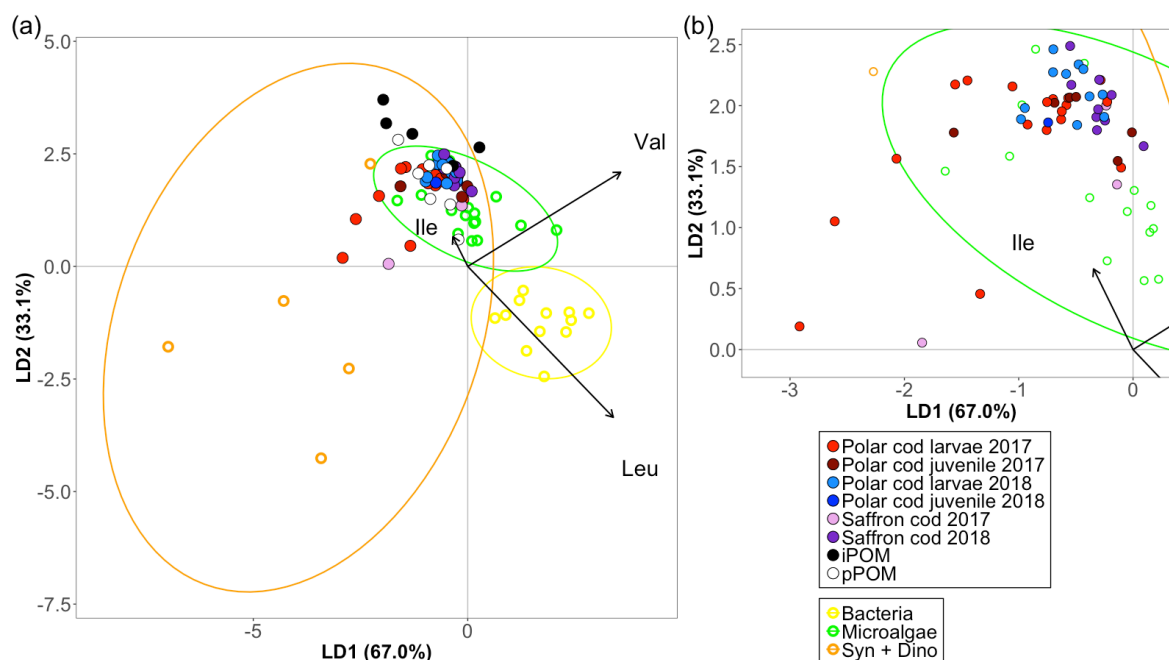 (a)
5.0
2.5
0.0
-2.5
-5.0
-7.5
LD2 (33.1%)
-5
0
LD1 (67.0%)
Val
Ile
Leu
(b)
2.5
2.0
1.5
1.0
0.5
0.0
LD2 (33.1%)
Ile
-3
-2
-1
0
LD1 (67.0%)
Polar cod larvae 2017
Polar cod juvenile 2017
Polar cod larvae 2018
Polar cod juvenile 2018
Saffron cod 2017
Saffron cod 2018
iPOM
pPOM
Bacteria
Microalgae
Syn + Dino